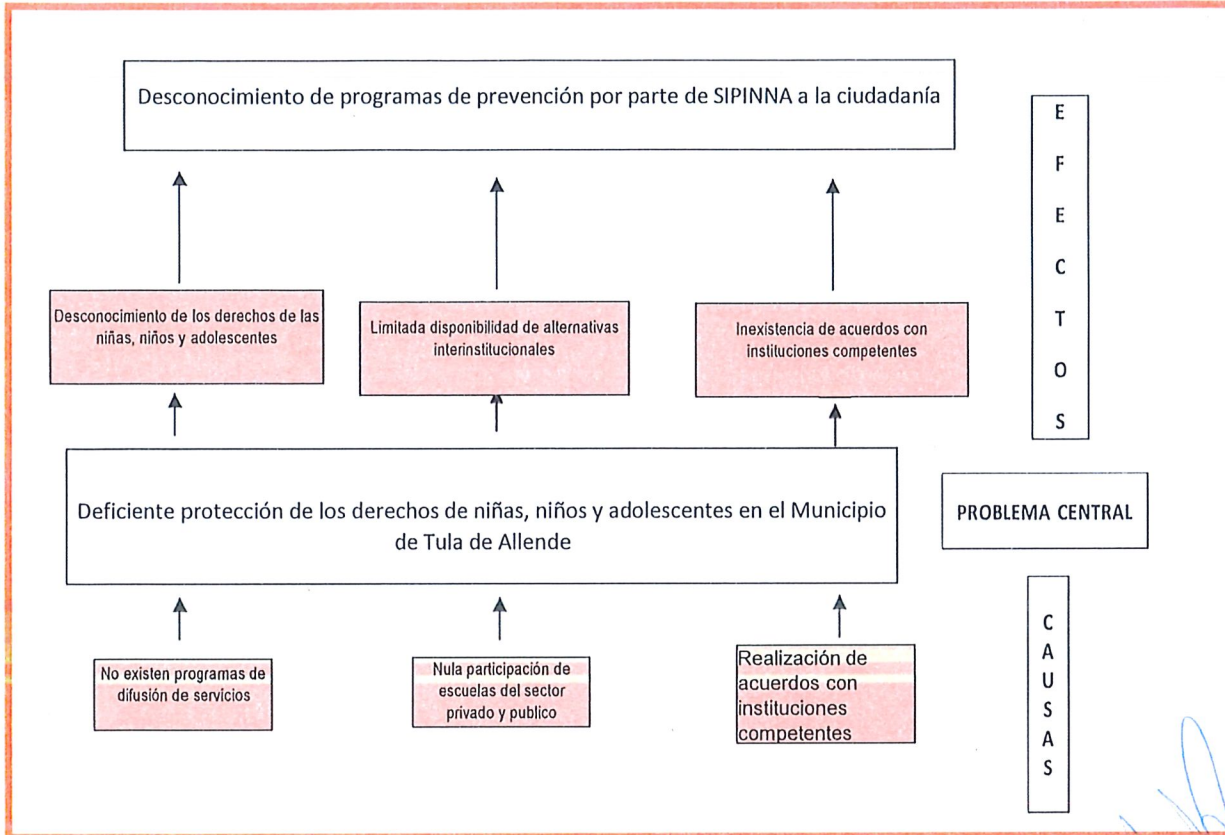 Desconocimiento de programas de prevención por parte de SIPINNA a la ciudadanía
E
F
E
C
T
O
S
Desconocimiento de los derechos de las
niñas, niños y adolescentes
Limitada disponibilidad de alternativas
interinstitucionales
Inexistencia de acuerdos con
instituciones competentes
Deficiente protección de los derechos de niñas, niños y adolescentes en el Municipio
de Tula de Allende
PROBLEMA CENTRAL
No existen programas de
difusión de servicios
Nula participación de
escuelas del sector
privado y publico
Realización de
acuerdos con
instituciones
competentes
C
A
U
S
A
S